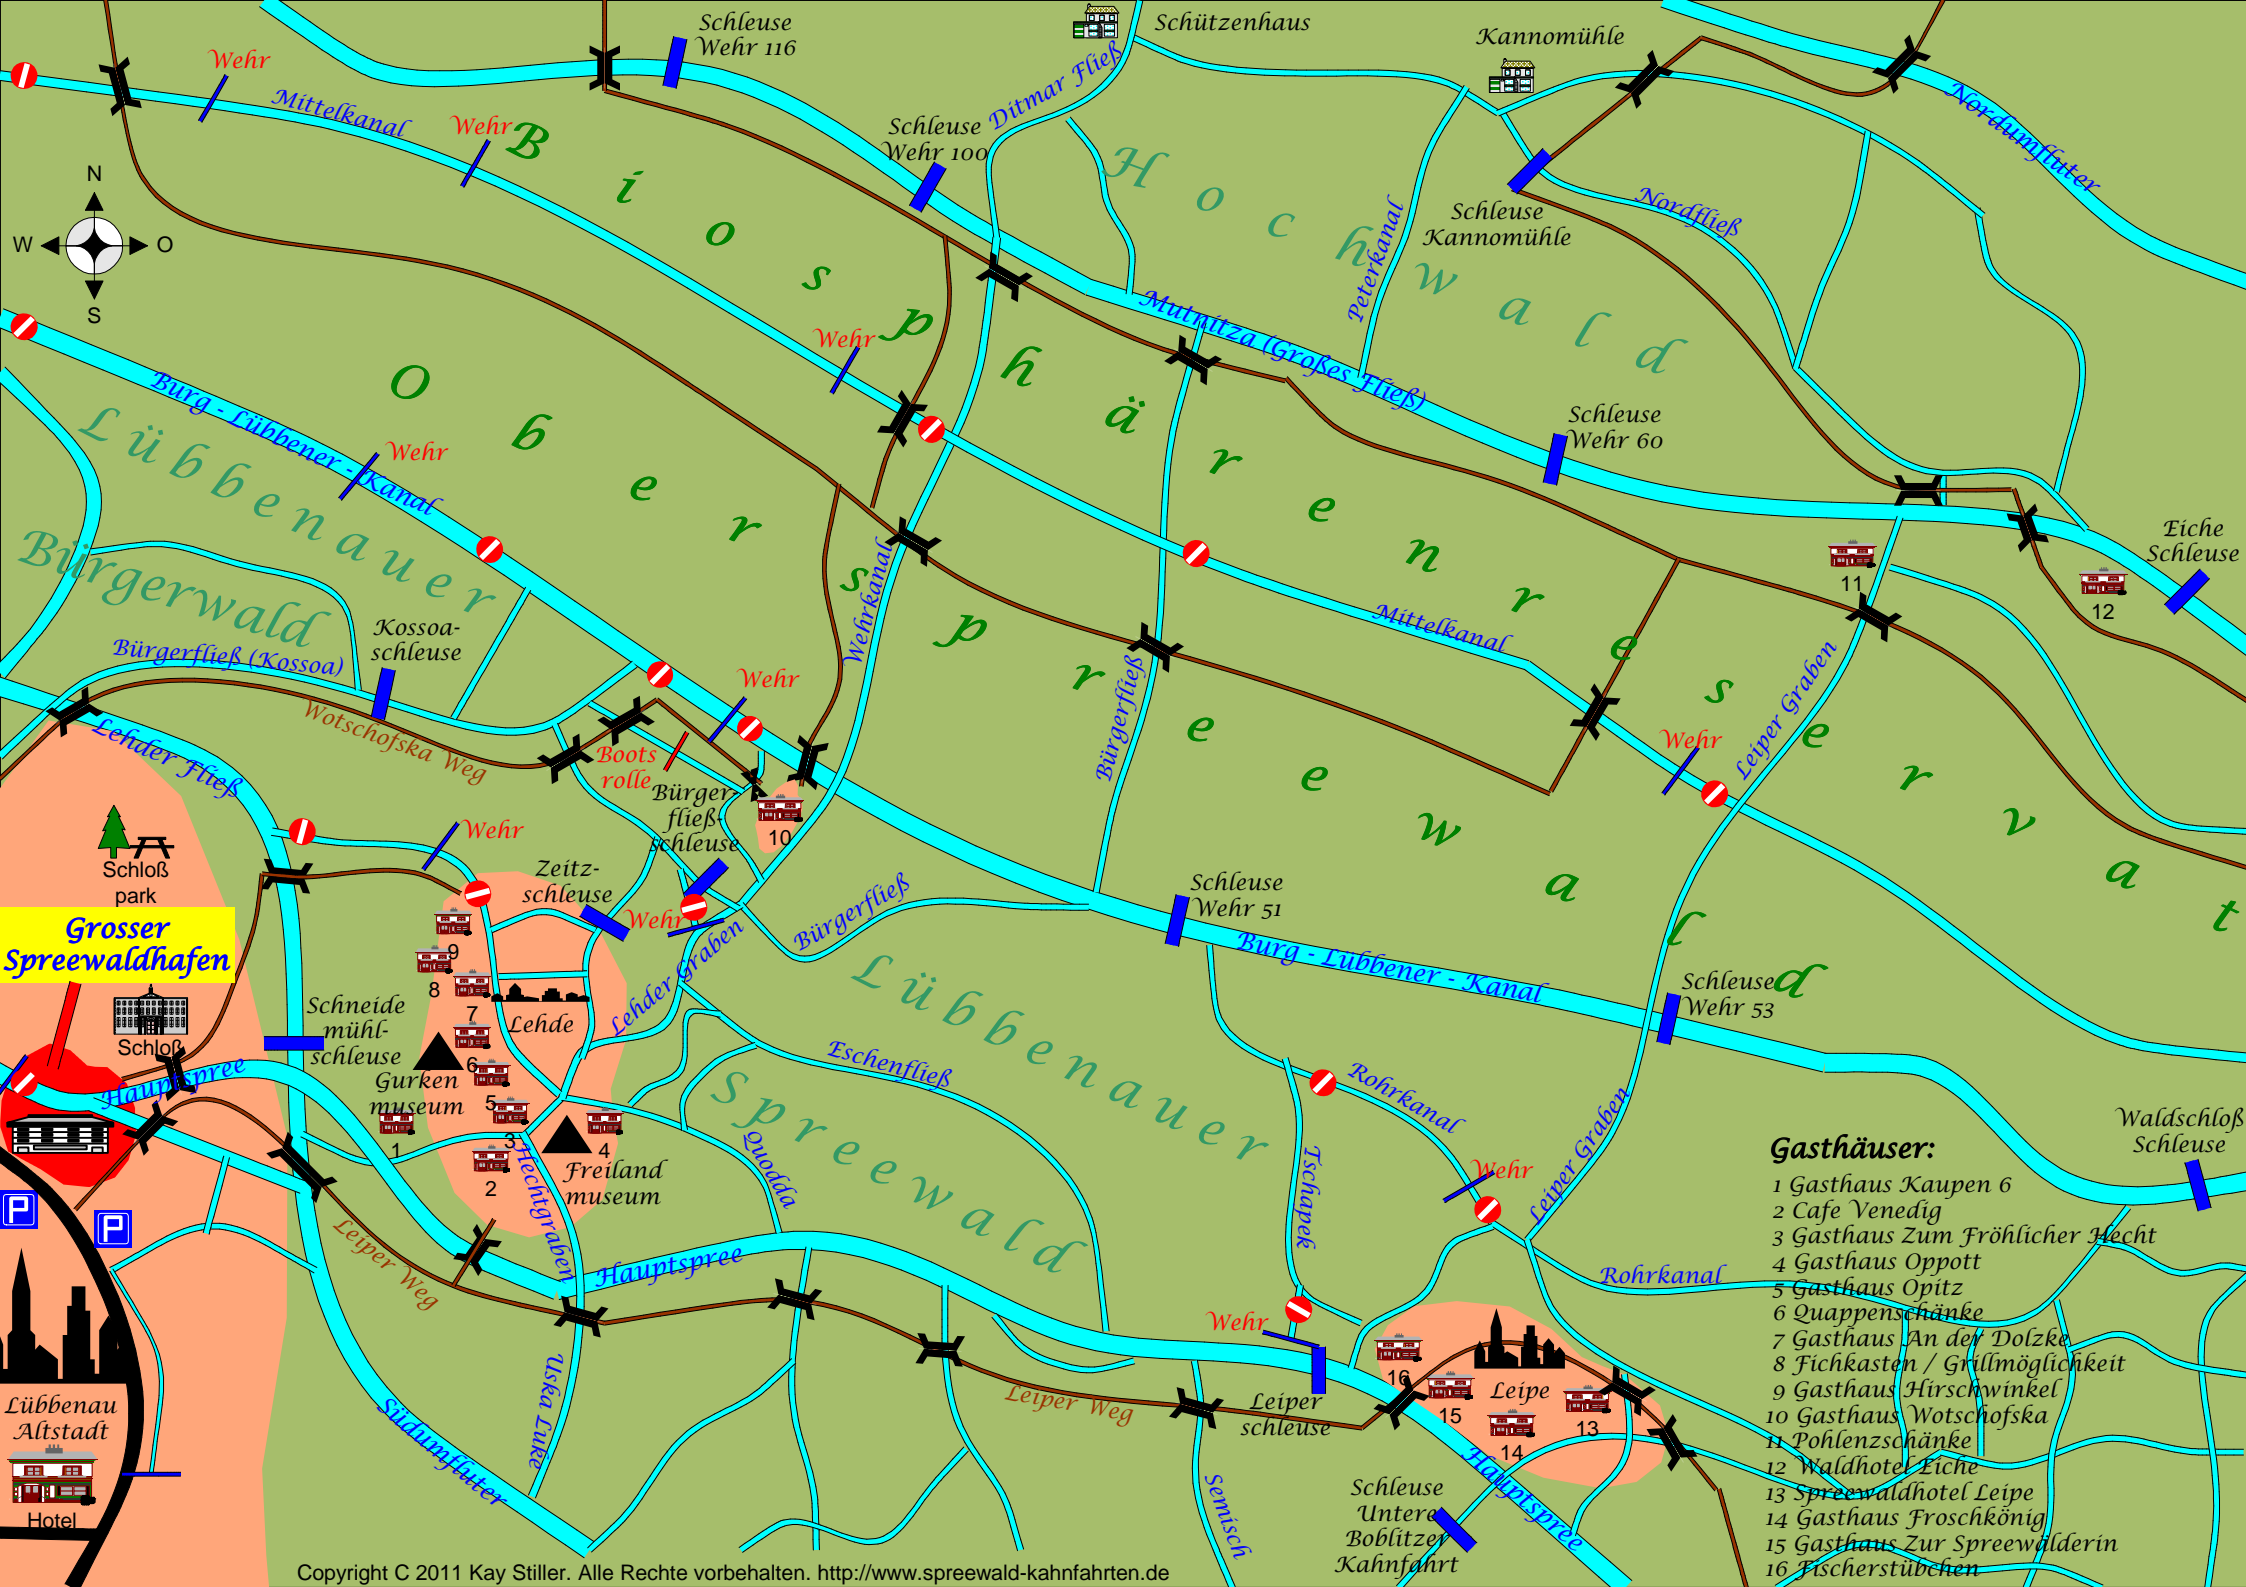 Schleuse
Wehr 116
Schützenhaus
Kannomühle
Wehr
Mittelkanal
Wehr
Ditmar Fließ
Schleuse
Wehr 100
Nordumfluter
N
W
O
S
Biosphärenreservat
Hochwald
Peterkanal
Schleuse
Kannomühle
Nordfließ
Mutnitza (Großes Fließ)
Wehr
Oberspreewald
Burg - Lübbener - Kanal
Wehr
Lübbenauer
Bürgerwald
Schleuse
Wehr 60
Eiche
Schleuse
11
12
Kossoa-
schleuse
Bürgerfließ (Kossoa)
Wotschofska Weg
Wehrkanal
Bürgerfließ
Mittelkanal
Leiper Graben
Wehr
Wehr
Lehder Fließ
Boots
rolle
Bürger-
fließ-
schleuse
10
Wehr
Zeitz-
schleuse
Wehr
Schloß
park
Grosser
Spreewaldhafen
Schloß
Schneide
mühl-
schleuse
9
8
7
6
5
3
4
2
1
Lehde
Lehder Graben
Bürgerfließ
Schleuse
Wehr 51
Burg - Lübbener - Kanal
Schleuse
Wehr 53
Lübbenauer
Spreewald
Eschenfließ
Gurken
museum
Freiland
museum
Hauptspree
Quodda
Hechtgraben
Rohrkanal
Wehr
Leiper Graben
Tschapek
Waldschloß
Schleuse
P
P
Leiper Weg
Hauptspree
Rohrkanal
Wehr
Lübbenau
Altstadt
Hotel
Südumfluter
Uska Luke
Leiper Weg
Leiper
schleuse
16
15
14
13
Leipe
Hauptspree
Semisch
Schleuse
Untere
Boblitzer
Kahnfahrt
Gasthäuser:
1 Gasthaus Kaupen 6
2 Cafe Venedig
3 Gasthaus Zum Fröhlicher Hecht
4 Gasthaus Oppott
5 Gasthaus Opitz
6 Quappenschänke
7 Gasthaus An der Dolzke
8 Fichkasten / Grillmöglichkeit
9 Gasthaus Hirschwinkel
10 Gasthaus Wotschofska
11 Pohlenzschänke
12 Waldhotel Eiche
13 Spreewaldhotel Leipe
14 Gasthaus Froschkönig
15 Gasthaus Zur Spreewälderin
16 Fischerstübchen
Copyright C 2011 Kay Stiller. Alle Rechte vorbehalten. http://www.spreewald-kahnfahrten.de